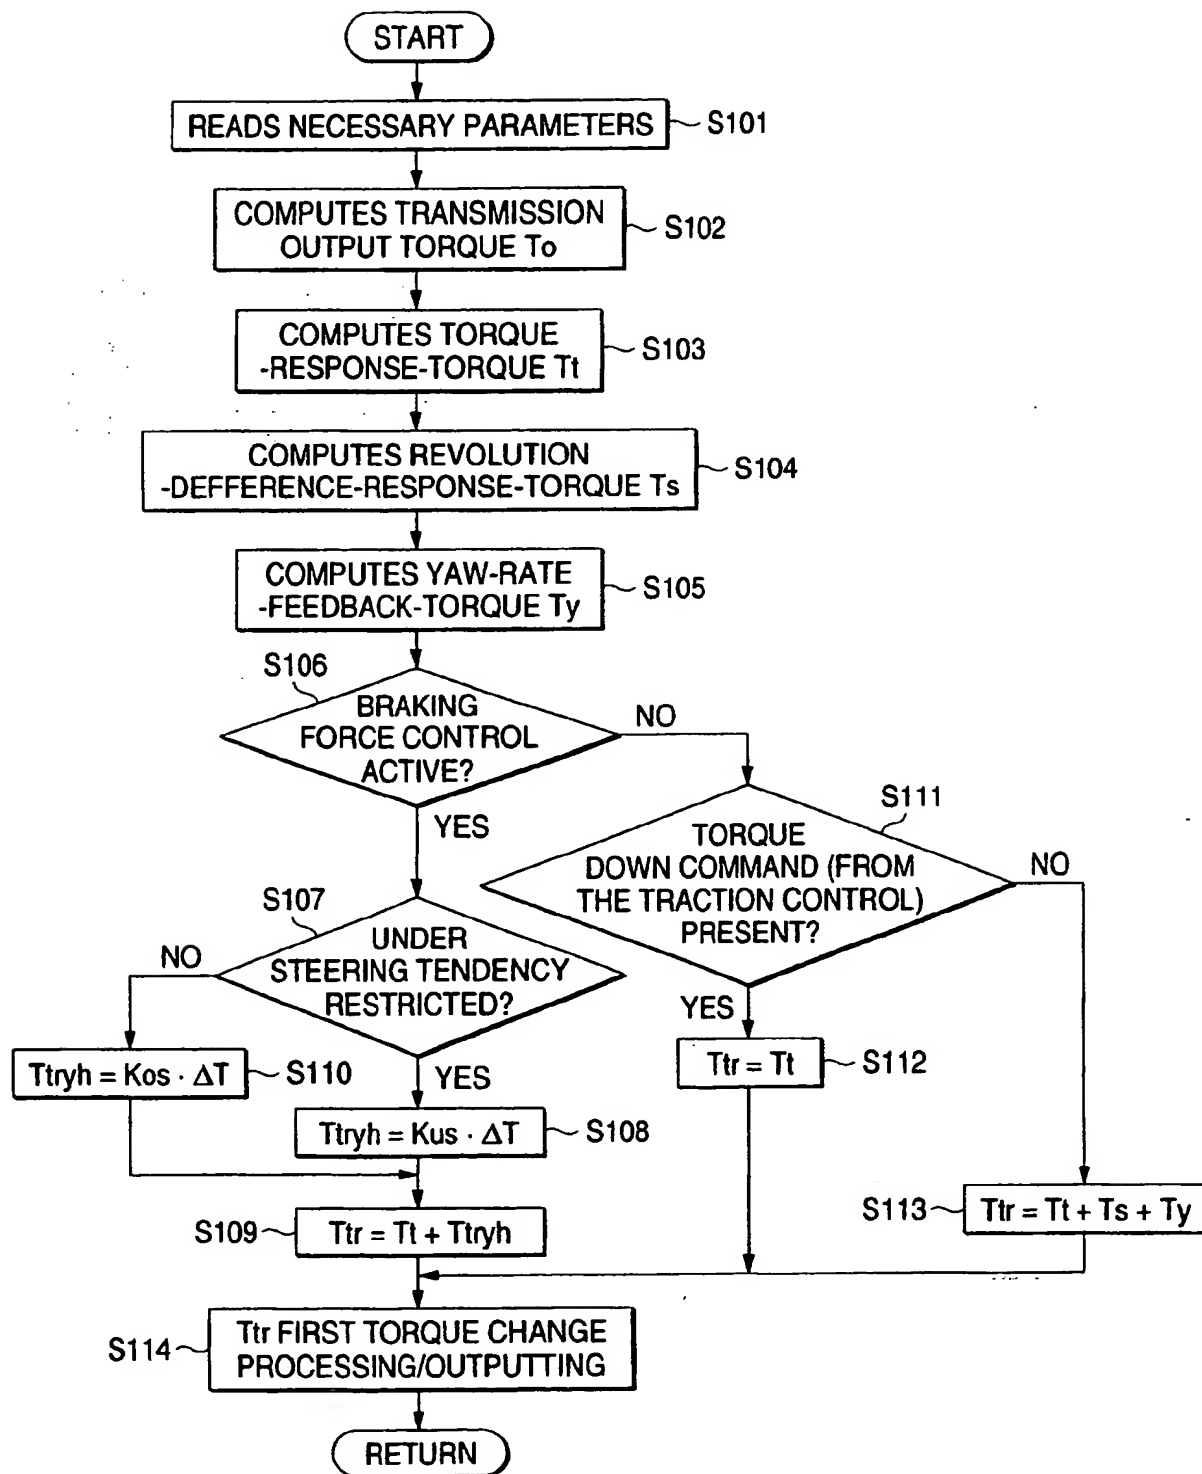 START
READS NECESSARY PARAMETERS
S101
COMPUTES TRANSMISSION
OUTPUT TORQUE To
S102
COMPUTES TORQUE
-RESPONSE-TORQUE Tt
S103
COMPUTES REVOLUTION
-DEFFERENCE-RESPONSE-TORQUE Ts
S104
COMPUTES YAW-RATE
-FEEDBACK-TORQUE Ty
S105
S106
BRAKING
FORCE CONTROL
ACTIVE?
NO
YES
S111
TORQUE
DOWN COMMAND (FROM
THE TRACTION CONTROL)
PRESENT?
NO
YES
S107
UNDER
STEERING TENDENCY
RESTRICTED?
NO
YES
Ttryh = Kos · ΔT
S110
Ttr = Tt
S112
Ttryh = Kus · ΔT
S108
S109
Ttr = Tt + Ttryh
S113
Ttr = Tt + Ts + Ty
S114
Ttr FIRST TORQUE CHANGE
PROCESSING/OUTPUTTING
RETURN